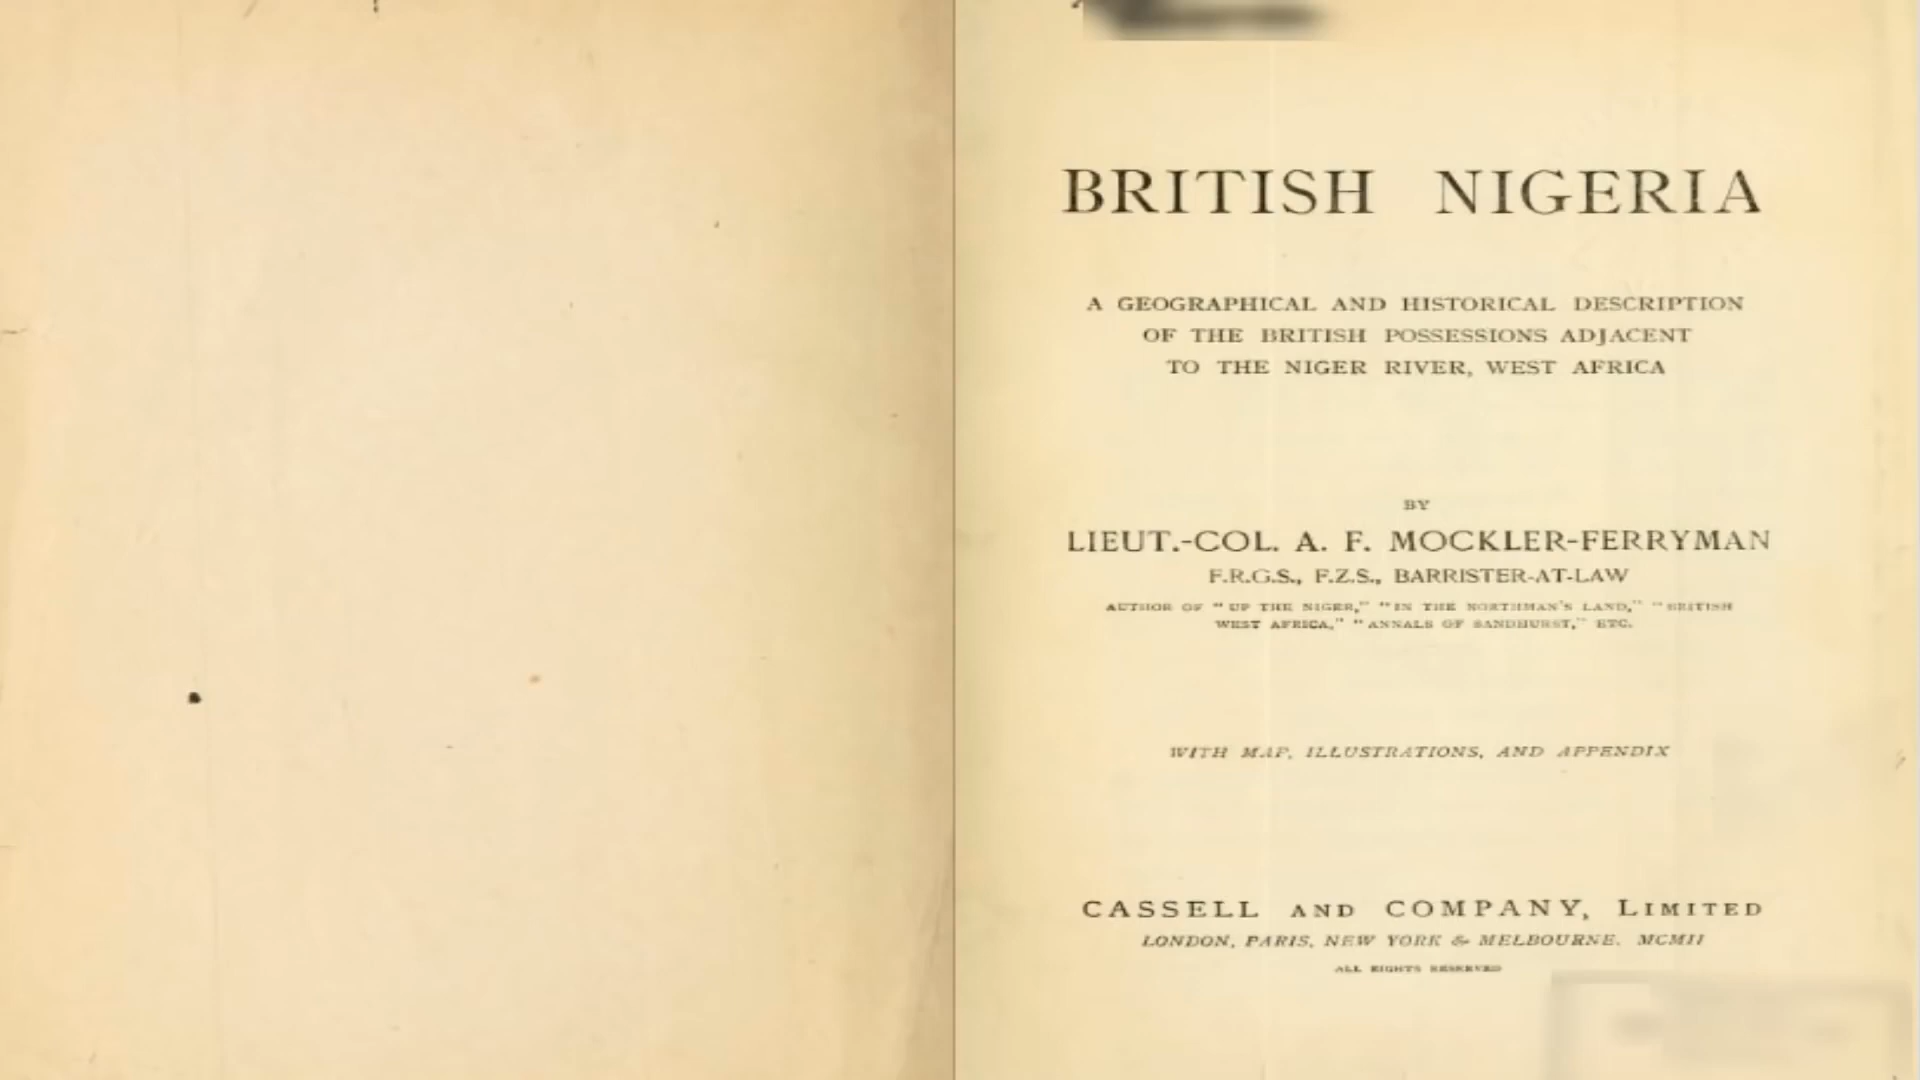 BRITISH NIGERIA
A GEOGRAPHICAL AND HISTORICAL DESCRIPTION
OF THE BRITISH POSSESSIONS ADJACENT
TO THE NIGER RIVER, WEST AFRICA
BY
LIEUT.-COL. A. F. MOCKLER-FERRYMAN
F.R.G.S., F.Z.S., BARRISTER-AT-LAW
AUTHOR OF "UP THE NIGER," "IN THE NORTHMAN'S LAND," "BRITISH
WEST AFRICA," "ANNALS OF SANDHURST," ETC.
WITH MAP, ILLUSTRATIONS, AND APPENDIX
CASSELL AND COMPANY, LIMITED
LONDON, PARIS, NEW YORK & MELBOURNE. MCMII
ALL RIGHTS RESERVED